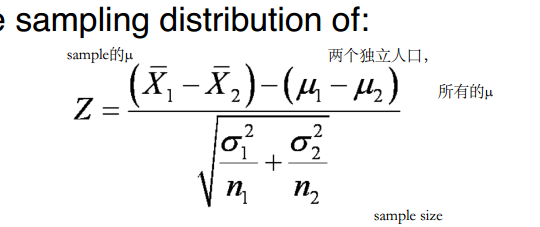 e sampling distribution of:
sample的μ
两个独立人口，
Z = ((X̄₁ − X̄₂) − (μ₁ − μ₂)) / √(σ₁²/n₁ + σ₂²/n₂)
所有的μ
sample size